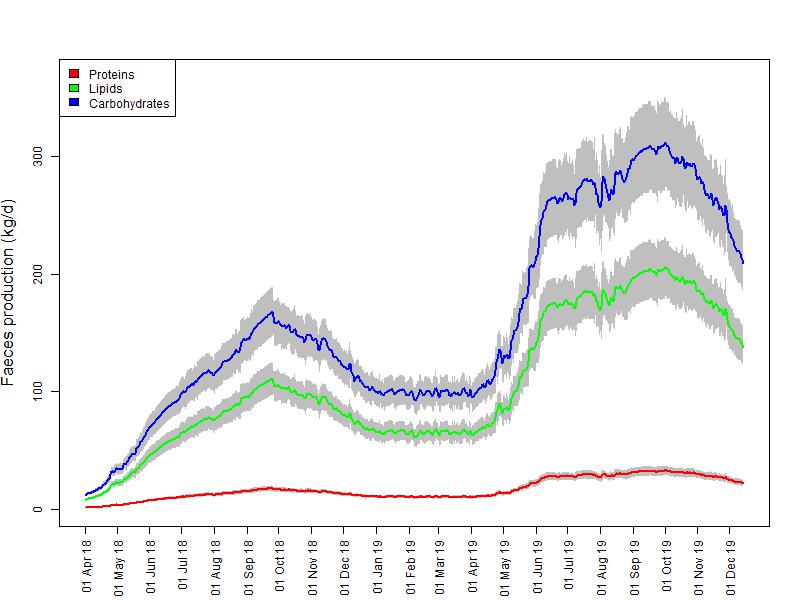 Proteins
Lipids
Carbohydrates
Faeces production (kg/d)
300
200
100
0
01 Apr 18
01 May 18
01 Jun 18
01 Jul 18
01 Aug 18
01 Sep 18
01 Oct 18
01 Nov 18
01 Dec 18
01 Jan 19
01 Feb 19
01 Mar 19
01 Apr 19
01 May 19
01 Jun 19
01 Jul 19
01 Aug 19
01 Sep 19
01 Oct 19
01 Nov 19
01 Dec 19